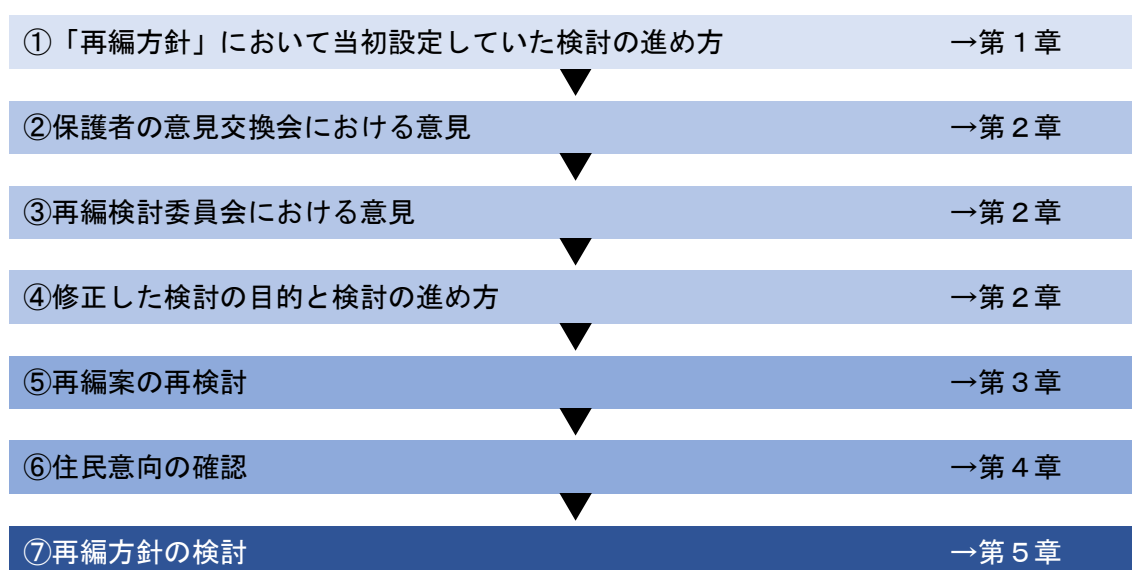 ①「再編方針」において当初設定していた検討の進め方 →第１章
②保護者の意見交換会における意見 →第２章
③再編検討委員会における意見 →第２章
④修正した検討の目的と検討の進め方 →第２章
⑤再編案の再検討 →第３章
⑥住民意向の確認 →第４章
⑦再編方針の検討 →第５章